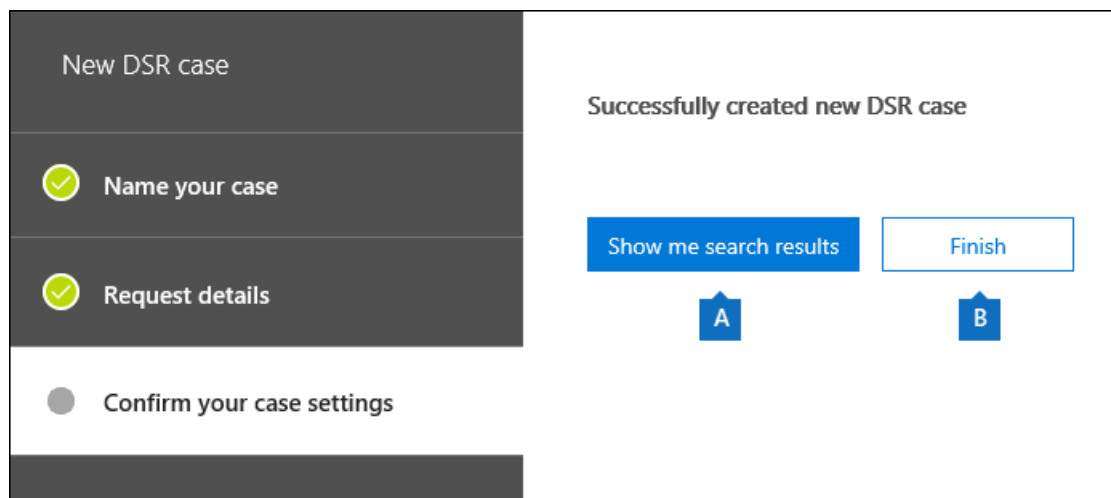 New DSR case
Name your case
Request details
Confirm your case settings
Successfully created new DSR case
Show me search results
Finish
A
B